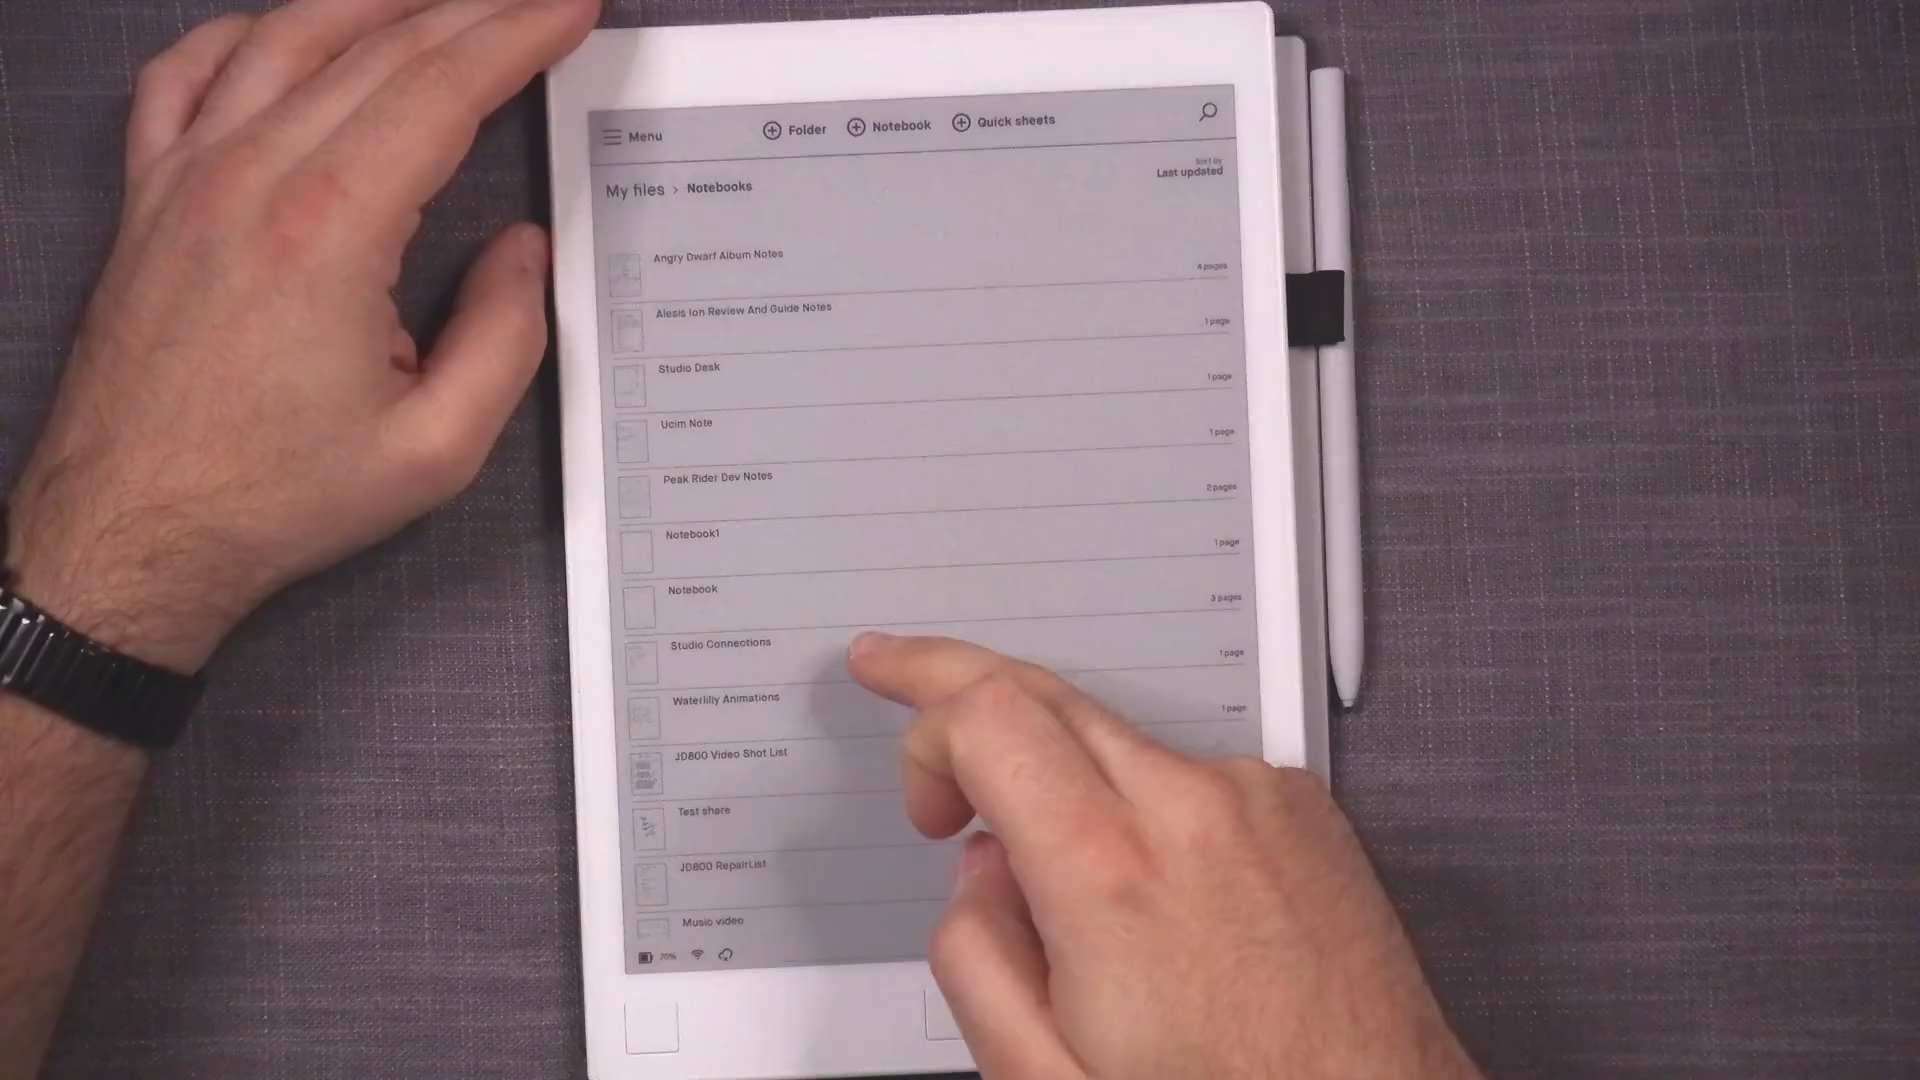 Menu
Folder
Notebook
Quick sheets
Sort by
Last updated
My files > Notebooks
Angry Dwarf Album Notes
4 pages
Alesis Ion Review And Guide Notes
1 page
Studio Desk
1 page
Ucim Note
1 page
Peak Rider Dev Notes
2 pages
Notebook1
1 page
Notebook
3 pages
Studio Connections
1 page
Waterlilly Animations
1 page
JD800 Video Shot List
Test share
JD800 RepairList
Music video
70%